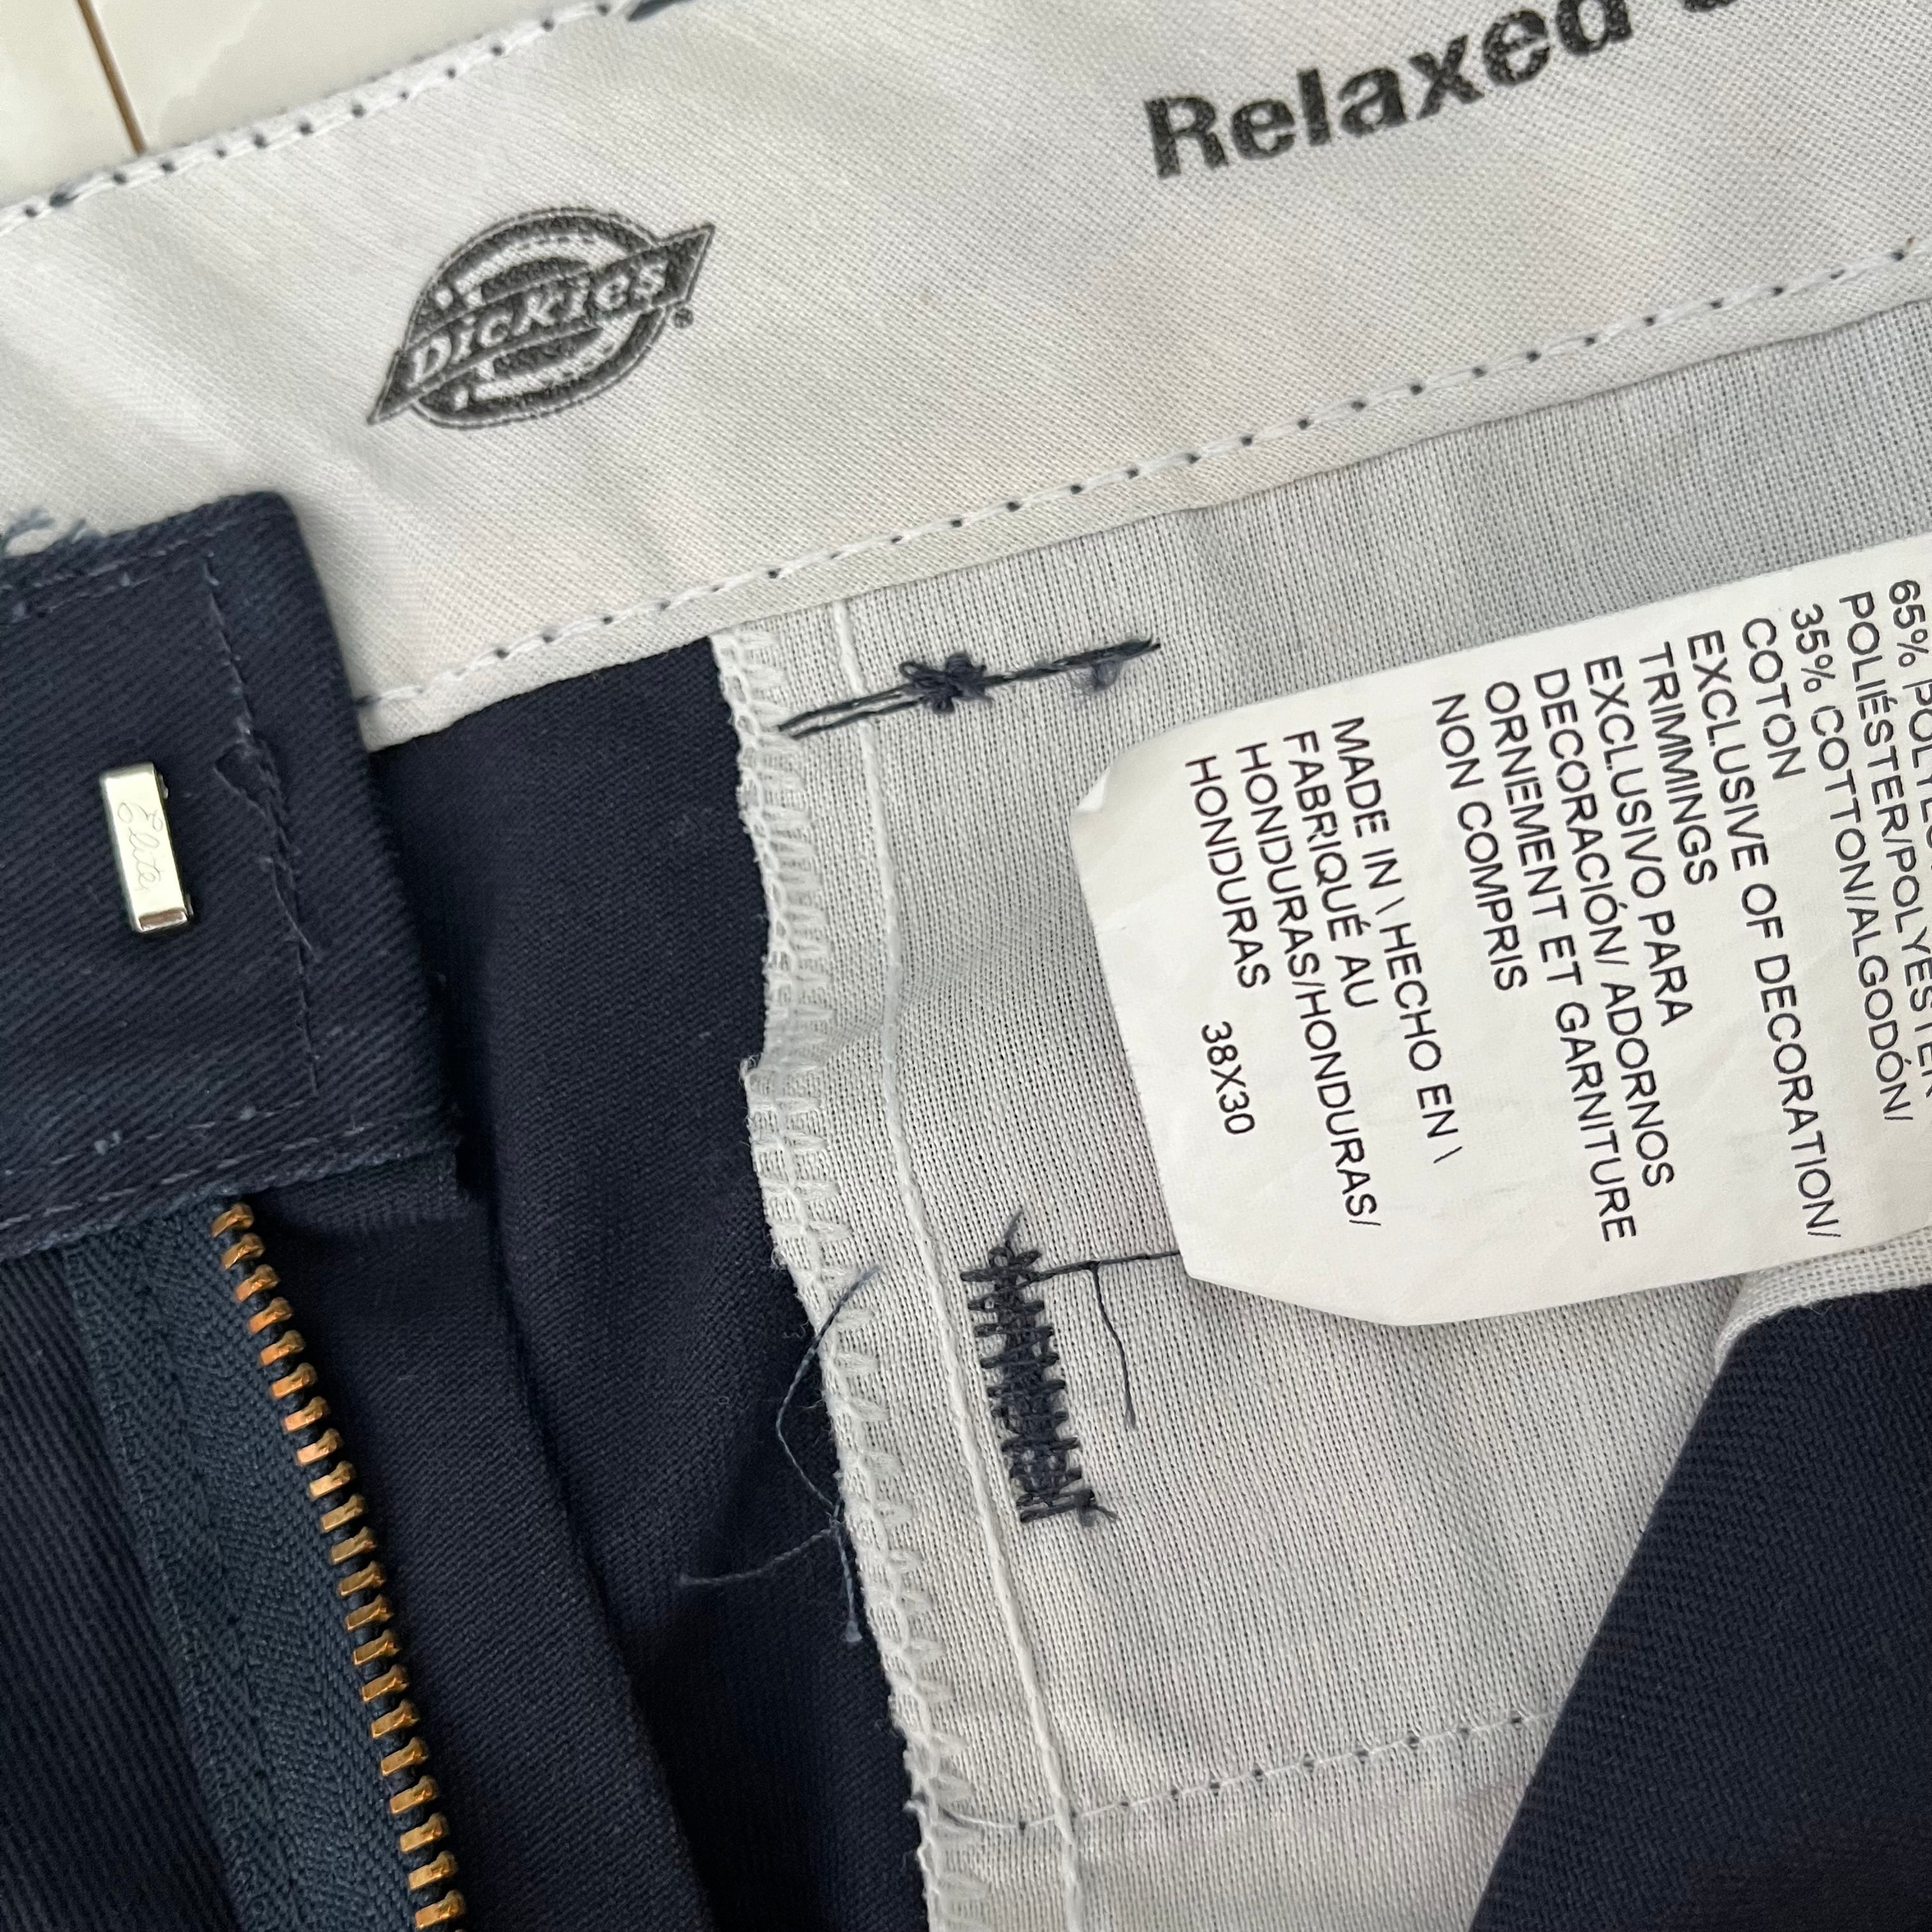 Relaxed
Dickies
®
Elite
65%
POLIÉSTER/POLYESTER
35% COTTON/ALGODÓN/
COTON
EXCLUSIVE OF DECORATION/
TRIMMINGS
EXCLUSIVO PARA
DECORACIÓN/ ADORNOS
ORNEMENT ET GARNITURE
NON COMPRIS
MADE IN \ HECHO EN \
FABRIQUÉ AU
HONDURAS/HONDURAS/
HONDURAS 38X30